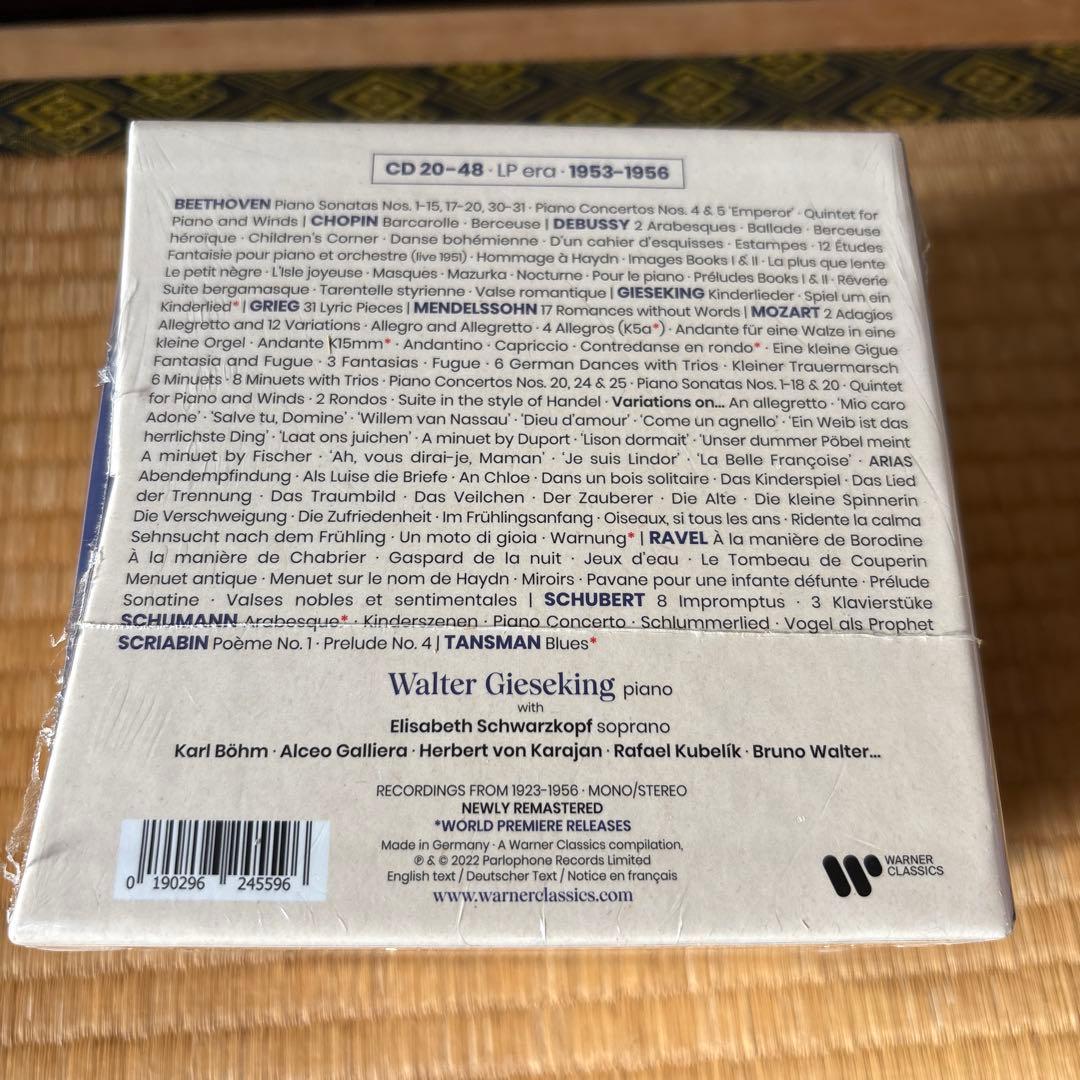 CD 20–48 · LP era · 1953–1956
BEETHOVEN Piano Sonatas Nos. 1-15, 17-20, 30-31 · Piano Concertos Nos. 4 & 5 'Emperor' · Quintet for
Piano and Winds | CHOPIN Barcarolle · Berceuse | DEBUSSY 2 Arabesques · Ballade · Berceuse
héroïque · Children's Corner · Danse bohémienne · D'un cahier d'esquisses · Estampes · 12 Études
Fantaisie pour piano et orchestre (live 1951) · Hommage à Haydn · Images Books I & II · La plus que lente
Le petit nègre · L'Isle joyeuse · Masques · Mazurka · Nocturne · Pour le piano · Préludes Books I & II · Rêverie
Suite bergamasque · Tarentelle styrienne · Valse romantique | GIESEKING Kinderlieder · Spiel um ein
Kinderlied* | GRIEG 31 Lyric Pieces | MENDELSSOHN 17 Romances without Words | MOZART 2 Adagios
Allegretto and 12 Variations · Allegro and Allegretto · 4 Allegros (K5a*) · Andante für eine Walze in eine
kleine Orgel · Andante K15mm* · Andantino · Capriccio · Contredanse en rondo* · Eine kleine Gigue
Fantasia and Fugue · 3 Fantasias · Fugue · 6 German Dances with Trios · Kleiner Trauermarsch
6 Minuets · 8 Minuets with Trios · Piano Concertos Nos. 20, 24 & 25 · Piano Sonatas Nos. 1-18 & 20 · Quintet
for Piano and Winds · 2 Rondos · Suite in the style of Handel · Variations on... An allegretto · 'Mio caro
Adone' · 'Salve tu, Domine' · 'Willem van Nassau' · 'Dieu d'amour' · 'Come un agnello' · 'Ein Weib ist das
herrlichste Ding' · 'Laat ons juichen' · A minuet by Duport · 'Lison dormait' · 'Unser dummer Pöbel meint
A minuet by Fischer · 'Ah, vous dirai-je, Maman' · 'Je suis Lindor' · 'La Belle Françoise' · ARIAS
Abendempfindung · Als Luise die Briefe · An Chloe · Dans un bois solitaire · Das Kinderspiel · Das Lied
der Trennung · Das Traumbild · Das Veilchen · Der Zauberer · Die Alte · Die kleine Spinnerin
Die Verschweigung · Die Zufriedenheit · Im Frühlingsanfang · Oiseaux, si tous les ans · Ridente la calma
Sehnsucht nach dem Frühling · Un moto di gioia · Warnung* | RAVEL À la manière de Borodine
À la manière de Chabrier · Gaspard de la nuit · Jeux d'eau · Le Tombeau de Couperin
Menuet antique · Menuet sur le nom de Haydn · Miroirs · Pavane pour une infante défunte · Prélude
Sonatine · Valses nobles et sentimentales | SCHUBERT 8 Impromptus · 3 Klavierstüke
SCHUMANN Arabesque* · Kinderszenen · Piano Concerto · Schlummerlied · Vogel als Prophet
SCRIABIN Poème No. 1 · Prelude No. 4 | TANSMAN Blues*
Walter Gieseking piano
with
Elisabeth Schwarzkopf soprano
Karl Böhm · Alceo Galliera · Herbert von Karajan · Rafael Kubelík · Bruno Walter...
RECORDINGS FROM 1923-1956 · MONO/STEREO
NEWLY REMASTERED
*WORLD PREMIERE RELEASES
Made in Germany · A Warner Classics compilation,
℗ & © 2022 Parlophone Records Limited
English text / Deutscher Text / Notice en français
www.warnerclassics.com
0 190296 245596
WARNER
CLASSICS